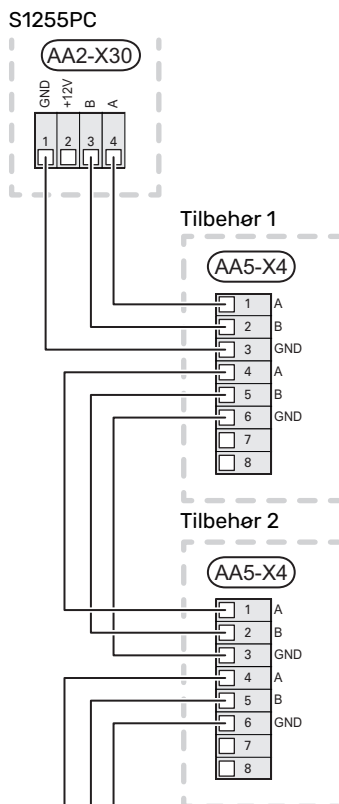 S1255PC
AA2-X30
GND +12V B A
1 2 3 4
Tilbehør 1
AA5-X4
1 A
2 B
3 GND
4 A
5 B
6 GND
7
8
Tilbehør 2
AA5-X4
1 A
2 B
3 GND
4 A
5 B
6 GND
7
8